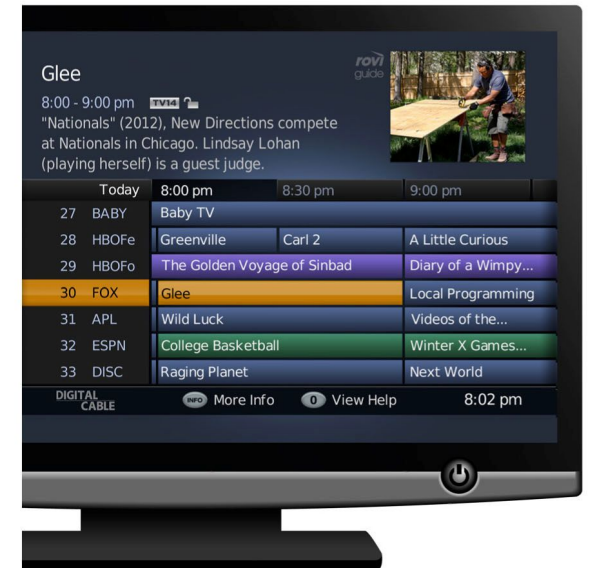 rovi
guide
Glee
8:00 - 9:00 pm TV14
"Nationals" (2012), New Directions compete
at Nationals in Chicago. Lindsay Lohan
(playing herself) is a guest judge.
Today 8:00 pm 8:30 pm 9:00 pm
27 BABY Baby TV
28 HBOFe Greenville Carl 2 A Little Curious
29 HBOFo The Golden Voyage of Sinbad Diary of a Wimpy...
30 FOX Glee Local Programming
31 APL Wild Luck Videos of the...
32 ESPN College Basketball Winter X Games...
33 DISC Raging Planet Next World
DIGITAL
CABLE
INFO More Info 0 View Help 8:02 pm